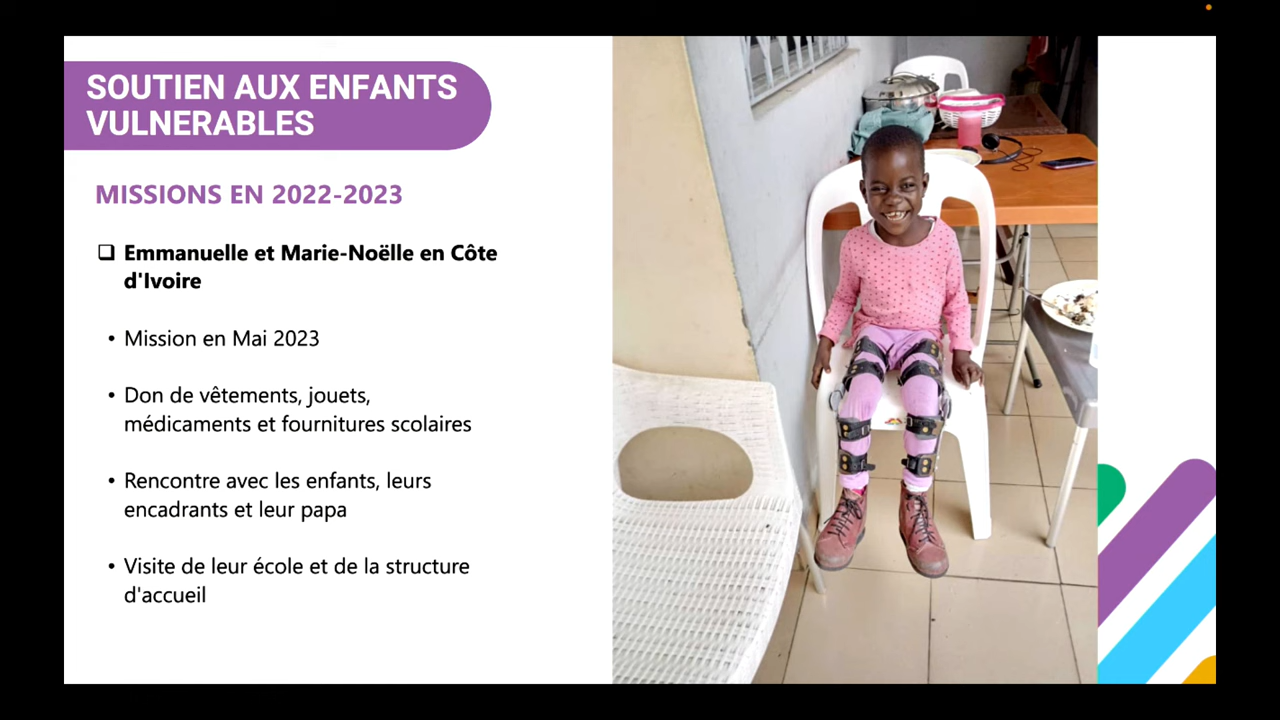 SOUTIEN AUX ENFANTS
VULNERABLES
MISSIONS EN 2022-2023
❑ Emmanuelle et Marie-Noëlle en Côte
d'Ivoire
• Mission en Mai 2023
• Don de vêtements, jouets,
médicaments et fournitures scolaires
• Rencontre avec les enfants, leurs
encadrants et leur papa
• Visite de leur école et de la structure
d'accueil